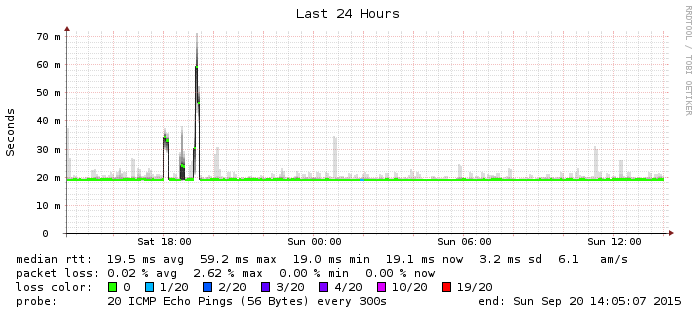 Last 24 Hours
RRDTOOL / TOBI OETIKER
Seconds
70 m
60 m
50 m
40 m
30 m
20 m
10 m
0
Sat 18:00 Sun 00:00 Sun 06:00 Sun 12:00
median rtt: 19.5 ms avg 59.2 ms max 19.0 ms min 19.1 ms now 3.2 ms sd 6.1 am/s
packet loss: 0.02 % avg 2.62 % max 0.00 % min 0.00 % now
loss color: 0 1/20 2/20 3/20 4/20 10/20 19/20
probe: 20 ICMP Echo Pings (56 Bytes) every 300s end: Sun Sep 20 14:05:07 2015